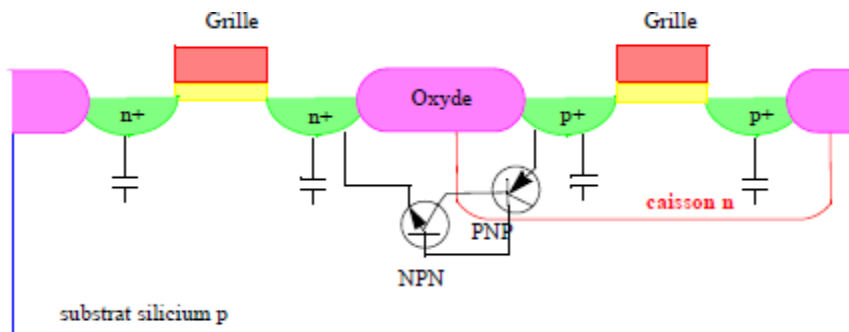 Grille
Grille
n+
n+
Oxyde
p+
p+
caisson n
PNP
NPN
substrat silicium p